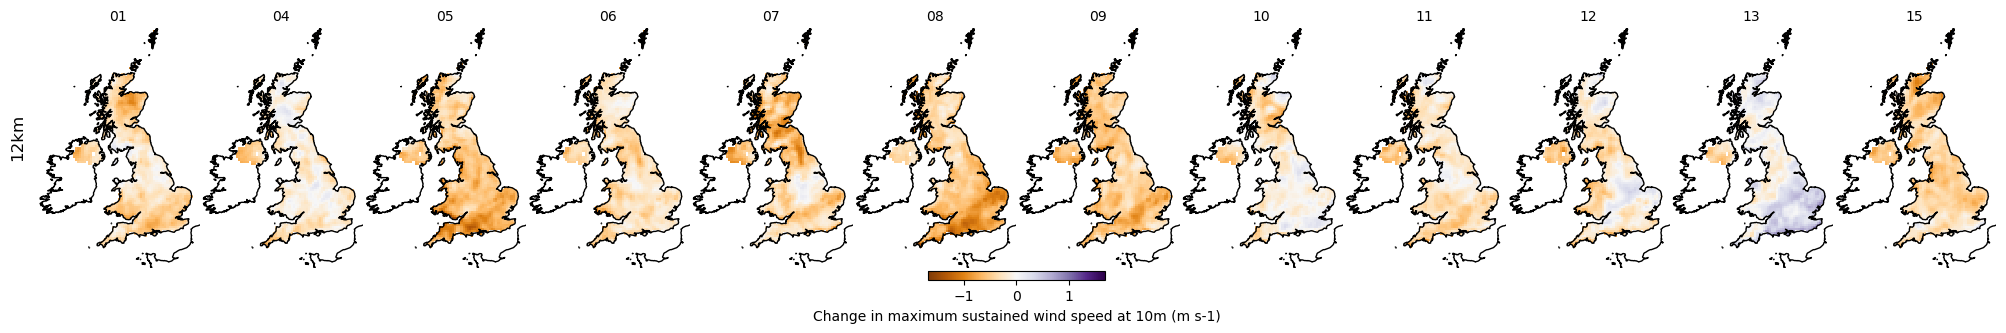 01 04 05 06 07 08 09 10 11 12 13 15
12km
−1 0 1
Change in maximum sustained wind speed at 10m (m s-1)